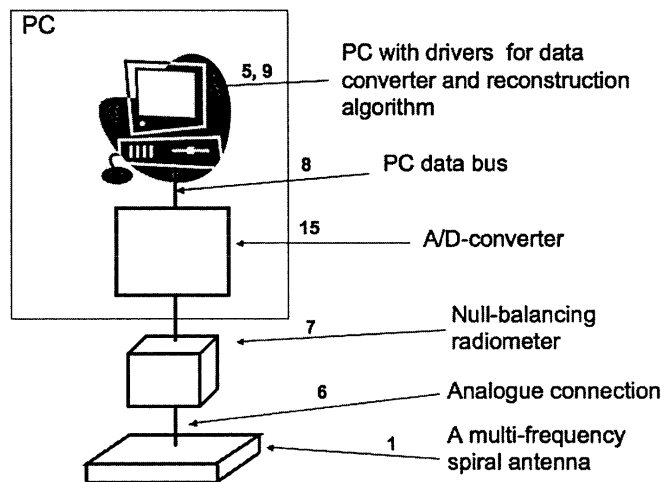 PC
5, 9
PC with drivers for data
converter and reconstruction
algorithm
8
PC data bus
15
A/D-converter
7
Null-balancing
radiometer
6
Analogue connection
1
A multi-frequency
spiral antenna